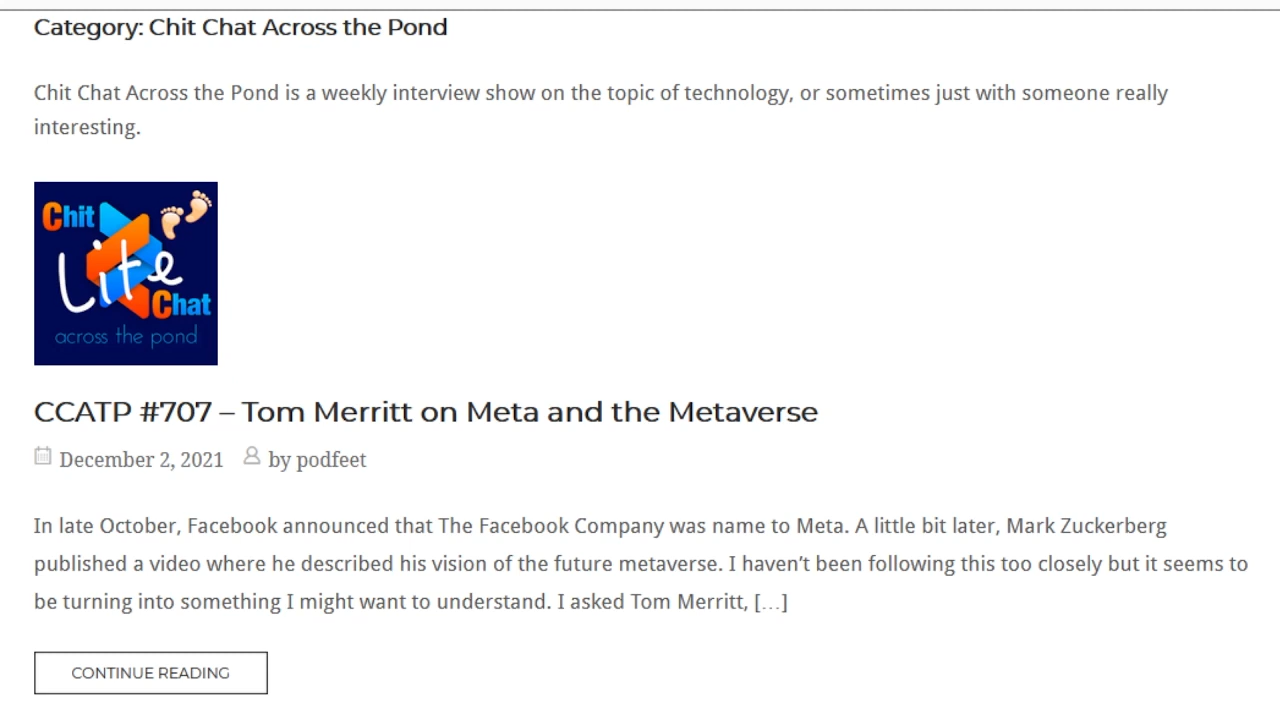 Category: Chit Chat Across the Pond
Chit Chat Across the Pond is a weekly interview show on the topic of technology, or sometimes just with someone really
interesting.
Chit
Lite
Chat
across the pond
CCATP #707 – Tom Merritt on Meta and the Metaverse
December 2, 2021 by podfeet
In late October, Facebook announced that The Facebook Company was name to Meta. A little bit later, Mark Zuckerberg
published a video where he described his vision of the future metaverse. I haven’t been following this too closely but it seems to
be turning into something I might want to understand. I asked Tom Merritt, […]
CONTINUE READING